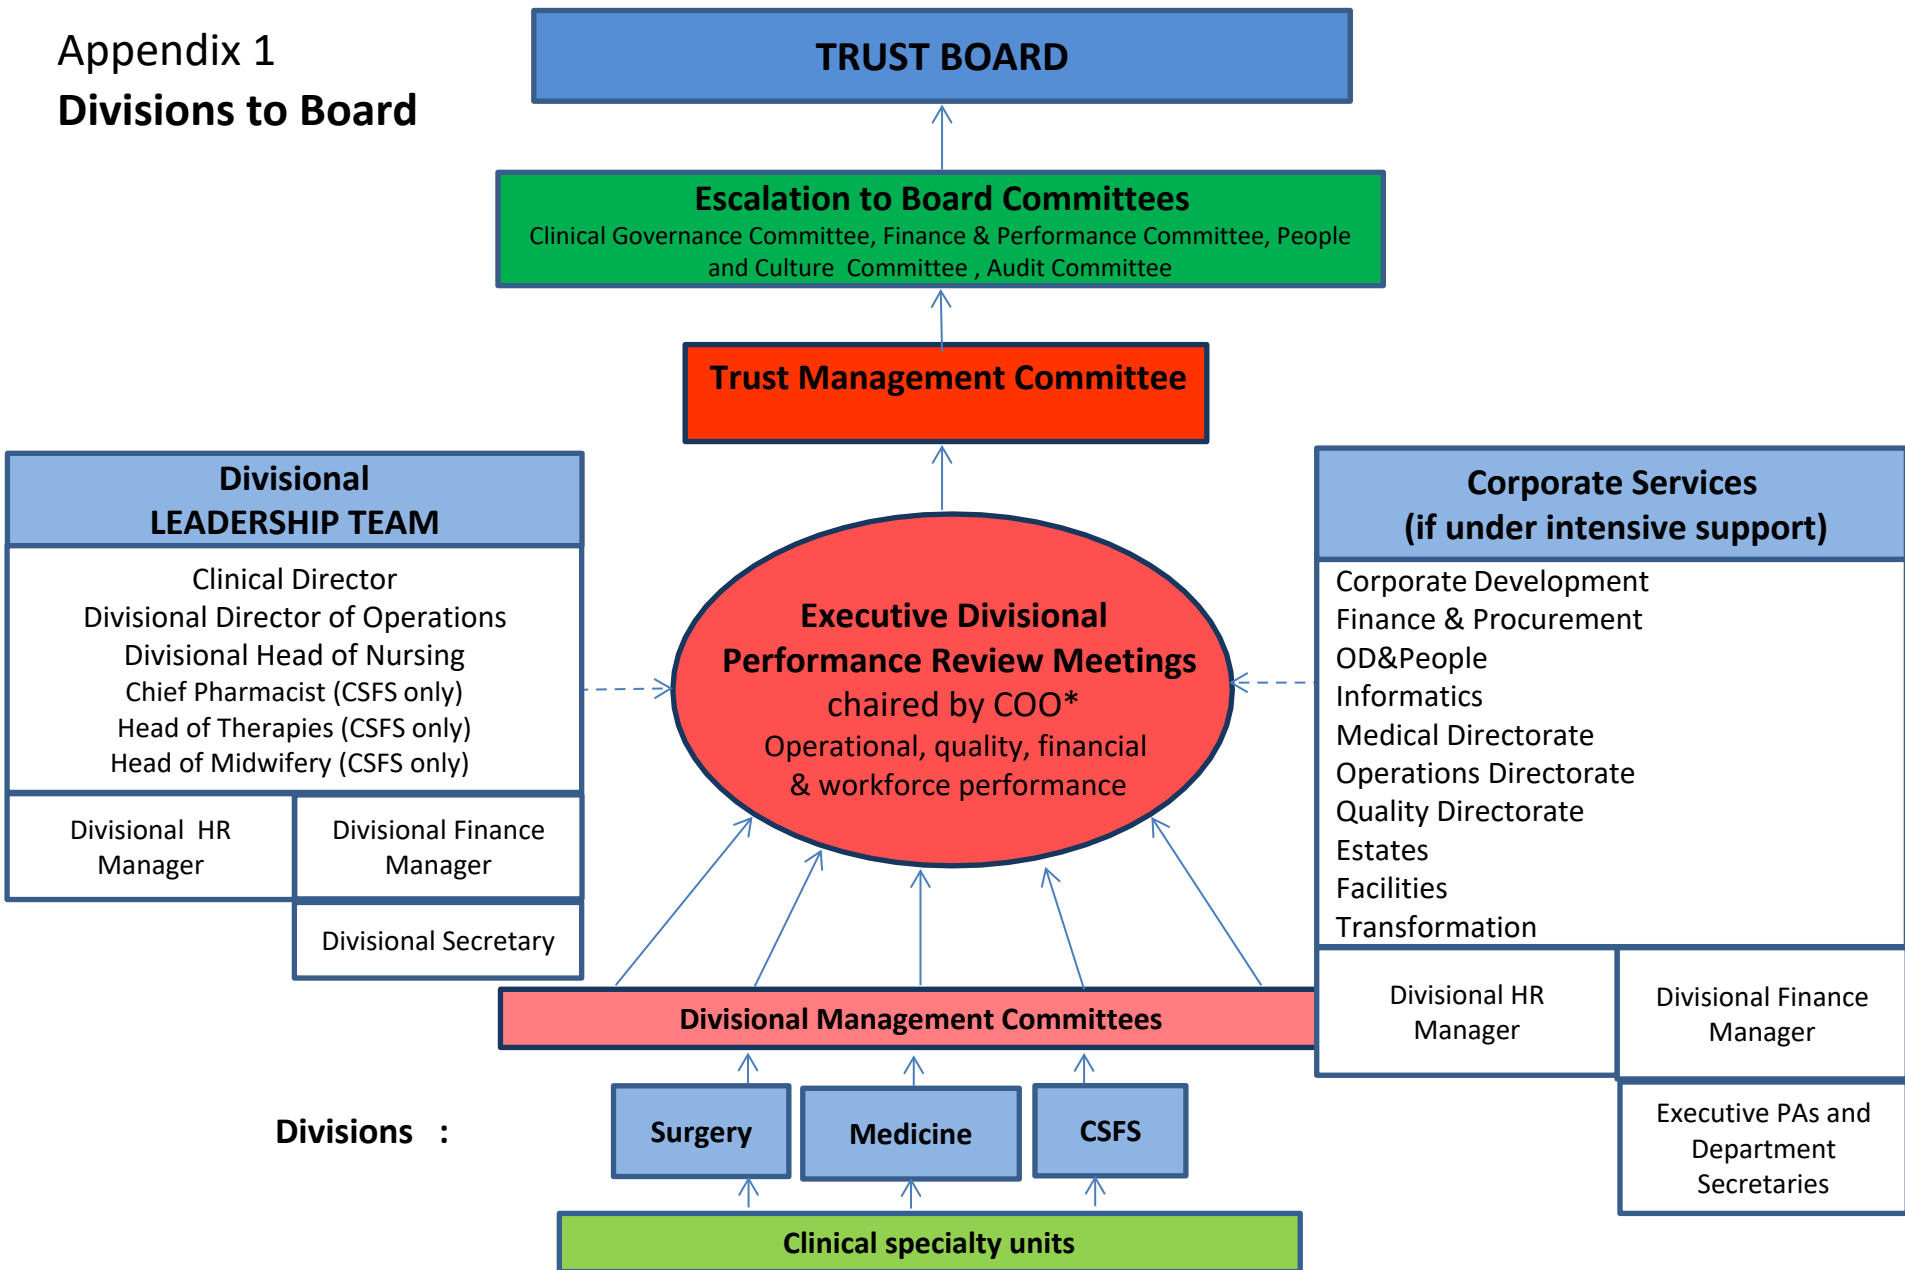 Appendix 1
Divisions to Board
TRUST BOARD
Escalation to Board Committees
Clinical Governance Committee, Finance & Performance Committee, People
and Culture Committee , Audit Committee
Trust Management Committee
Divisional
LEADERSHIP TEAM
Clinical Director
Divisional Director of Operations
Divisional Head of Nursing
Chief Pharmacist (CSFS only)
Head of Therapies (CSFS only)
Head of Midwifery (CSFS only)
Divisional HR
Manager
Divisional Finance
Manager
Divisional Secretary
Executive Divisional
Performance Review Meetings
chaired by COO*
Operational, quality, financial
& workforce performance
Corporate Services
(if under intensive support)
Corporate Development
Finance & Procurement
OD&People
Informatics
Medical Directorate
Operations Directorate
Quality Directorate
Estates
Facilities
Transformation
Divisional HR
Manager
Divisional Finance
Manager
Executive PAs and
Department
Secretaries
Divisional Management Committees
Divisions :
Surgery
Medicine
CSFS
Clinical specialty units